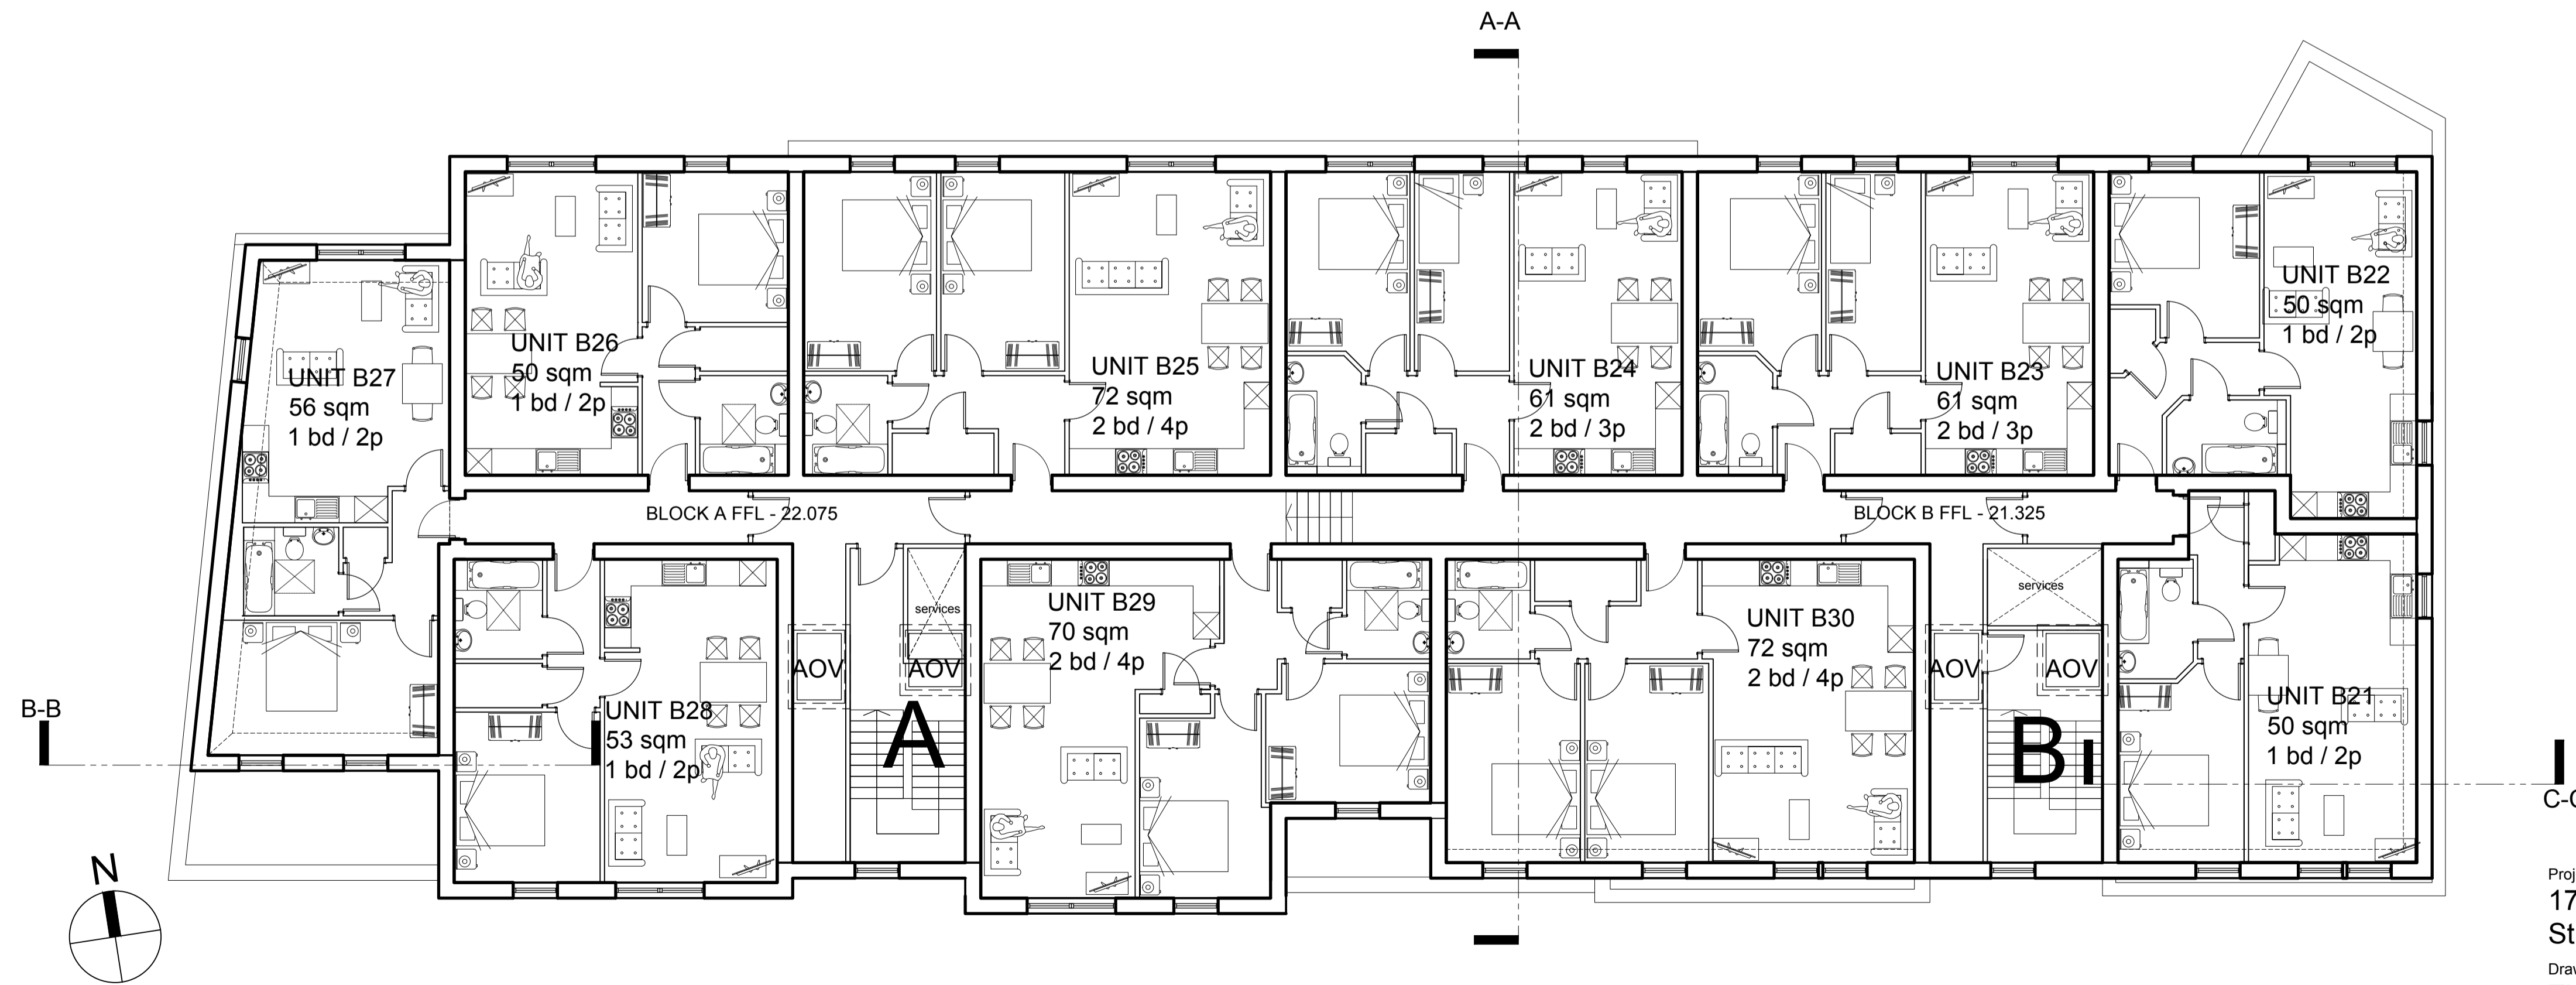 A-A
UNIT B22
50 sqm
1 bd / 2p
UNIT B26
50 sqm
1 bd / 2p
UNIT B25
72 sqm
2 bd / 4p
UNIT B24
61 sqm
2 bd / 3p
UNIT B23
61 sqm
2 bd / 3p
UNIT B27
56 sqm
1 bd / 2p
BLOCK A FFL - 22.075
BLOCK B FFL - 21.325
services
services
UNIT B29
70 sqm
2 bd / 4p
UNIT B30
72 sqm
2 bd / 4p
AOV
AOV
AOV
AOV
B-B
UNIT B28
53 sqm
1 bd / 2p
A
B
UNIT B21
50 sqm
1 bd / 2p
N
17
St